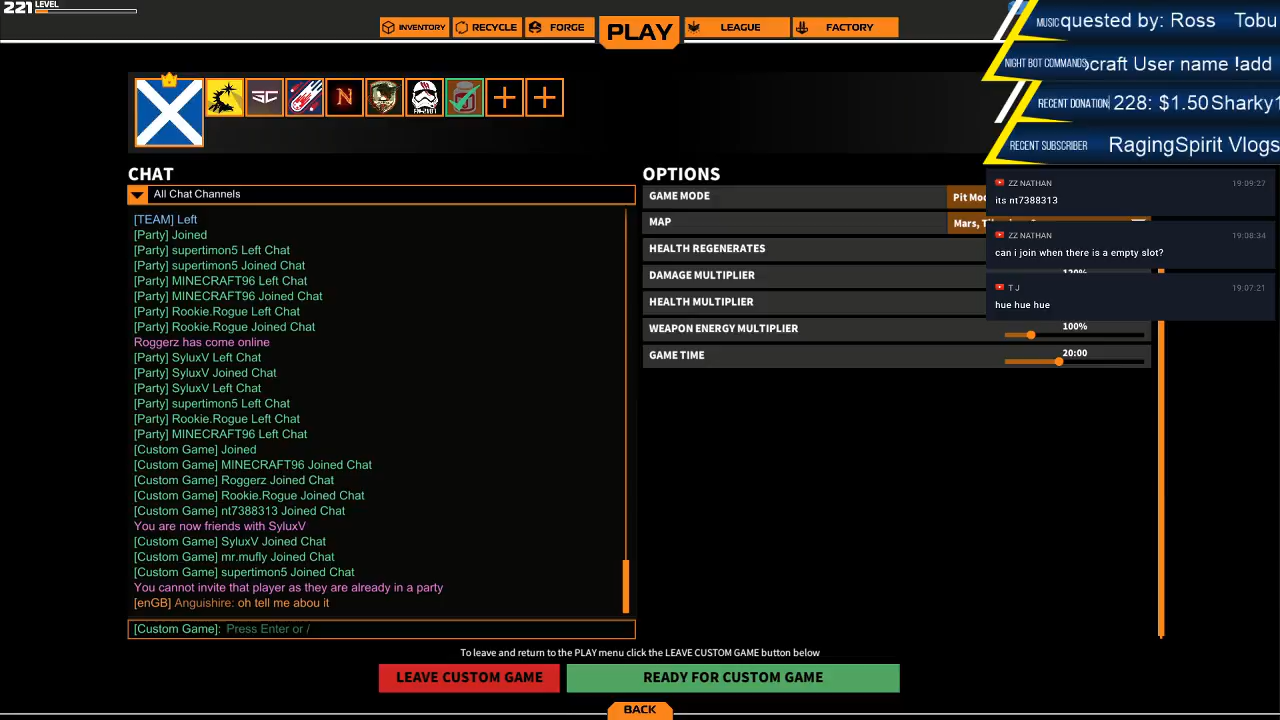 221 LEVEL
INVENTORY
RECYCLE
FORGE
PLAY
LEAGUE
FACTORY
MUSIC quested by: Ross Tobu
NIGHT BOT COMMANDS craft User name !add
RECENT DONATION 228: $1.50 Sharky1
RECENT SUBSCRIBER RagingSpirit Vlogs
SC
N
FN-2187
CHAT
All Chat Channels
[TEAM] Left
[Party] Joined
[Party] supertimon5 Left Chat
[Party] supertimon5 Joined Chat
[Party] MINECRAFT96 Left Chat
[Party] MINECRAFT96 Joined Chat
[Party] Rookie.Rogue Left Chat
[Party] Rookie.Rogue Joined Chat
Roggerz has come online
[Party] SyluxV Left Chat
[Party] SyluxV Joined Chat
[Party] SyluxV Left Chat
[Party] supertimon5 Left Chat
[Party] Rookie.Rogue Left Chat
[Party] MINECRAFT96 Left Chat
[Custom Game] Joined
[Custom Game] MINECRAFT96 Joined Chat
[Custom Game] Roggerz Joined Chat
[Custom Game] Rookie.Rogue Joined Chat
[Custom Game] nt7388313 Joined Chat
You are now friends with SyluxV
[Custom Game] SyluxV Joined Chat
[Custom Game] mr.mufly Joined Chat
[Custom Game] supertimon5 Joined Chat
You cannot invite that player as they are already in a party
[enGB] Anguishire: oh tell me abou it
[Custom Game]: Press Enter or /
OPTIONS
GAME MODE Pit Mo
MAP Mars, T
HEALTH REGENERATES
DAMAGE MULTIPLIER 120%
HEALTH MULTIPLIER
WEAPON ENERGY MULTIPLIER 100%
GAME TIME 20:00
ZZ NATHAN 19:09:27
its nt7388313
ZZ NATHAN 19:08:34
can i join when there is a empty slot?
T J 19:07:21
hue hue hue
To leave and return to the PLAY menu click the LEAVE CUSTOM GAME button below
LEAVE CUSTOM GAME
READY FOR CUSTOM GAME
BACK